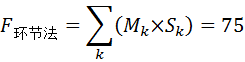 F环节法 = ∑k(Mk×Sk) = 75